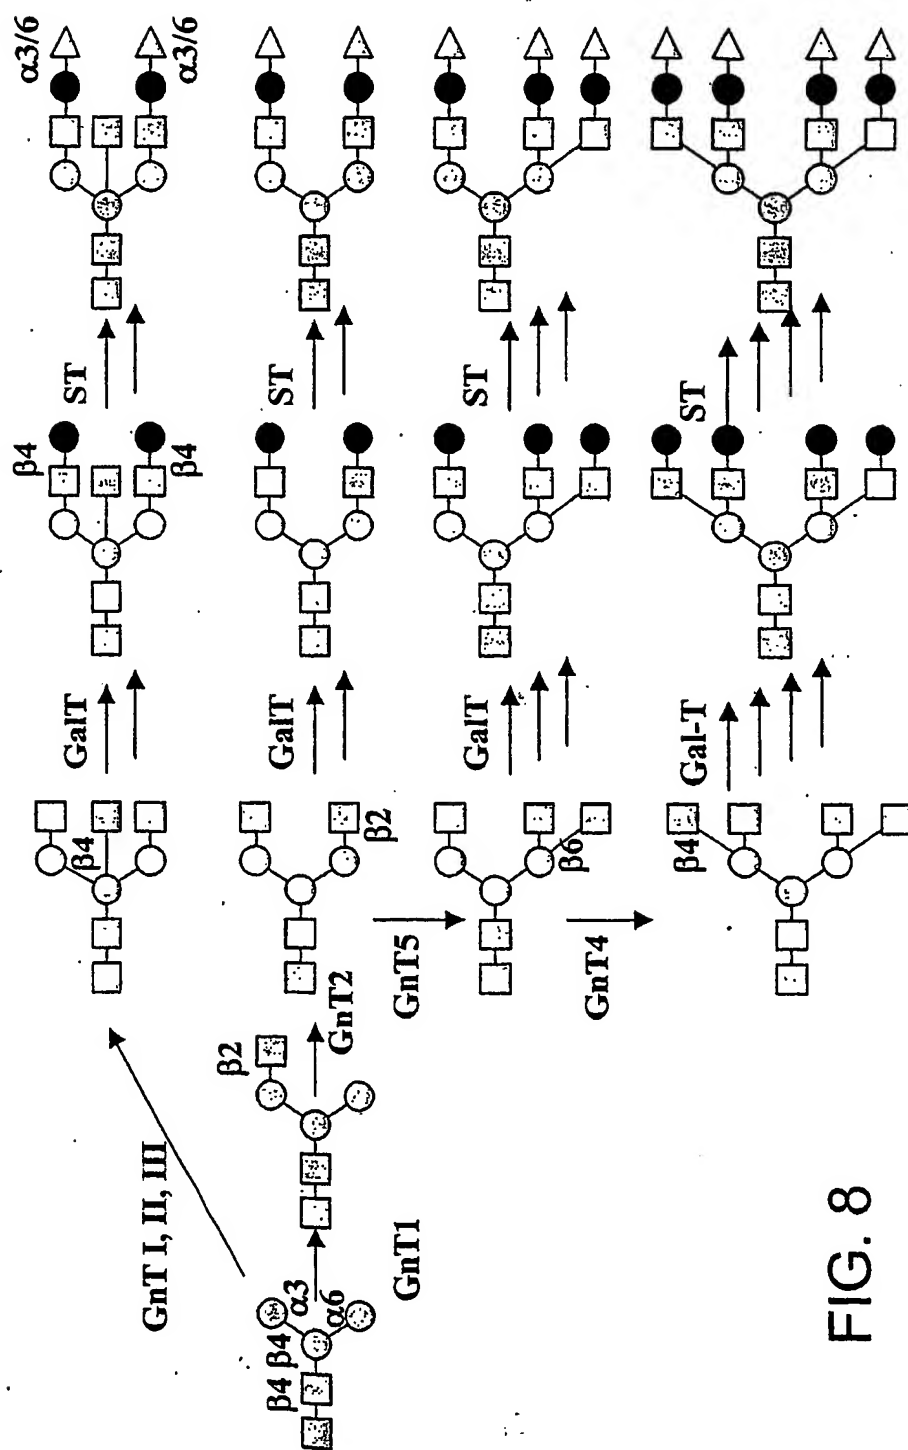 α3/6
α3/6
ST
ST
ST
ST
β4
β4
GalT
GalT
GalT
Gal-T
β4
β2
β6
β4
GnT5
GnT4
GnT2
β2
GnT I, II, III
GnT1
α3
α6
β4 β4
FIG. 8